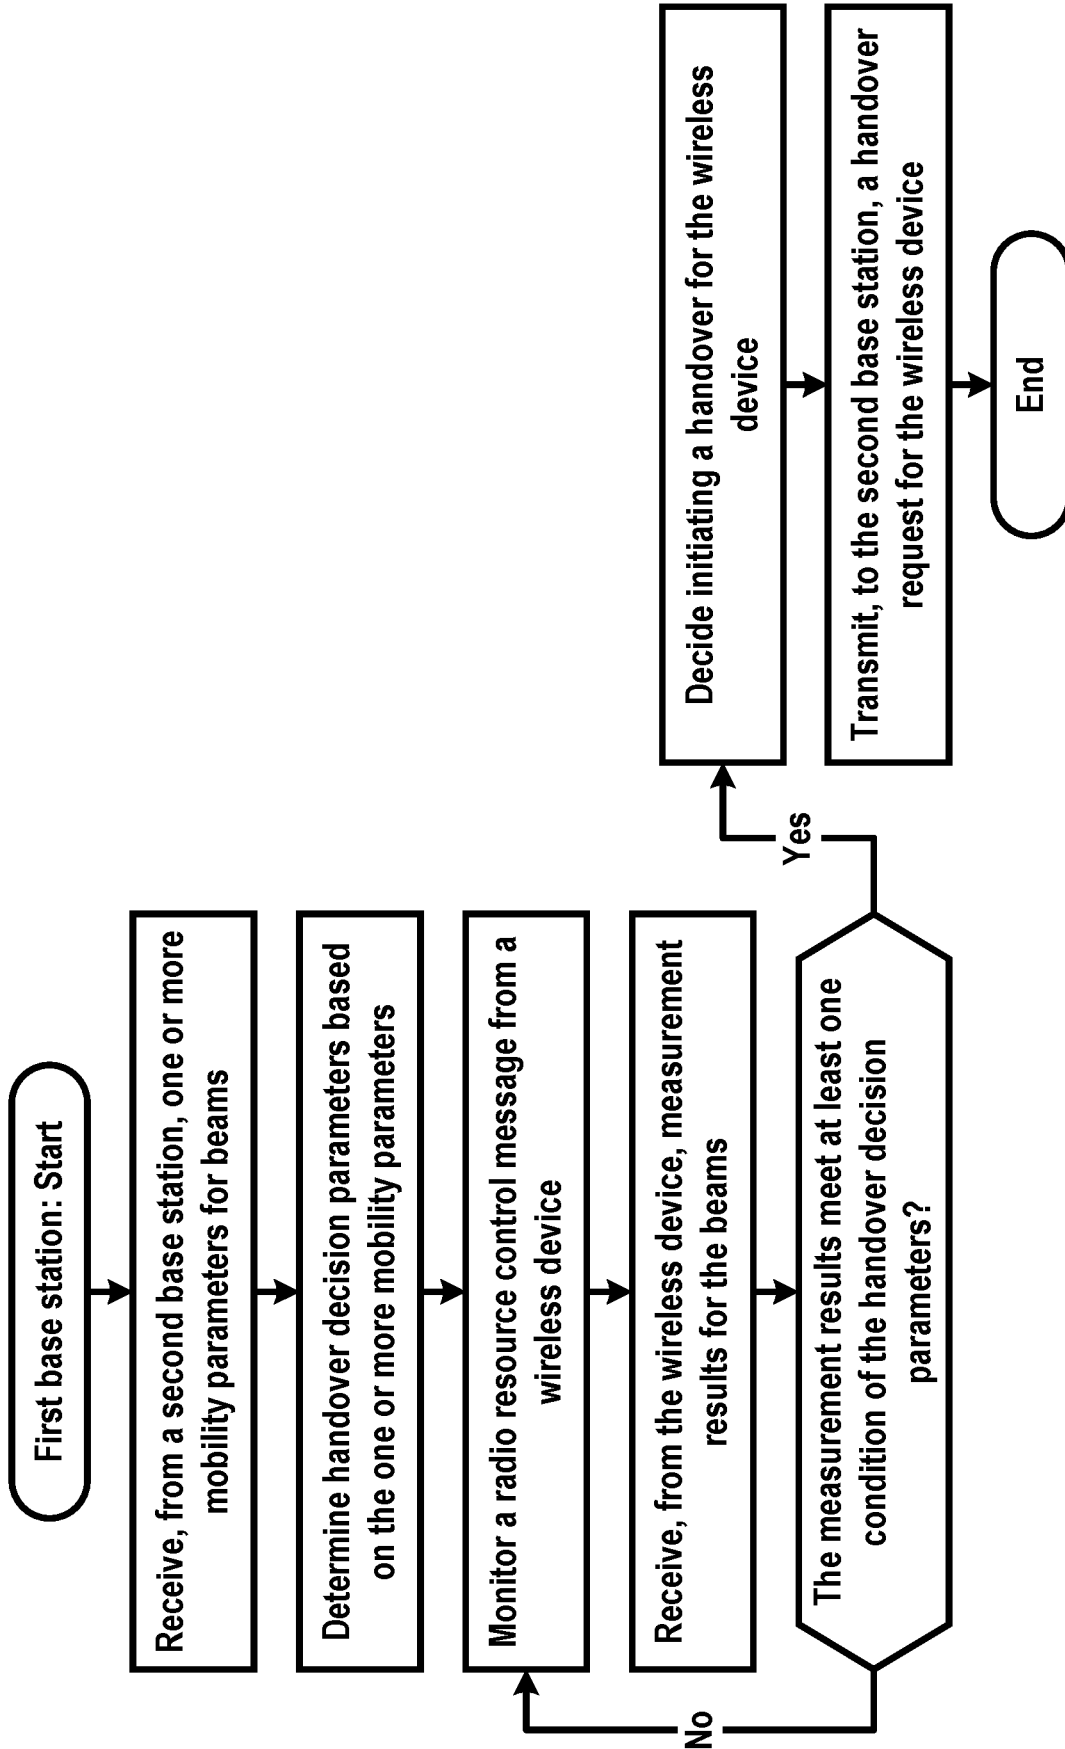 First base station: Start
Receive, from a second base station, one or more
mobility parameters for beams
Determine handover decision parameters based
on the one or more mobility parameters
Monitor a radio resource control message from a
wireless device
Receive, from the wireless device, measurement
results for the beams
The measurement results meet at least one
condition of the handover decision
parameters?
No
Yes
Decide initiating a handover for the wireless
device
Transmit, to the second base station, a handover
request for the wireless device
End